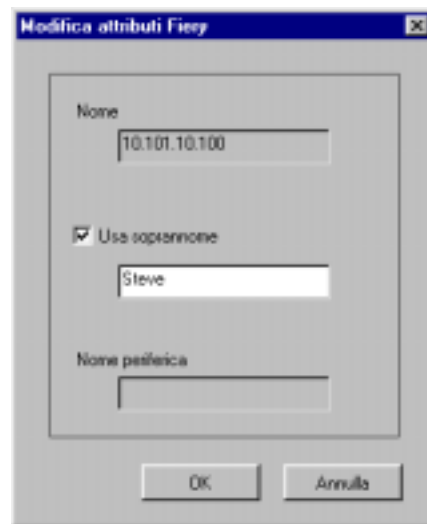 Modifica attributi Fiery
Nome
10.101.10.100
Usa soprannome
Steve
Nome periferica
OK Annulla